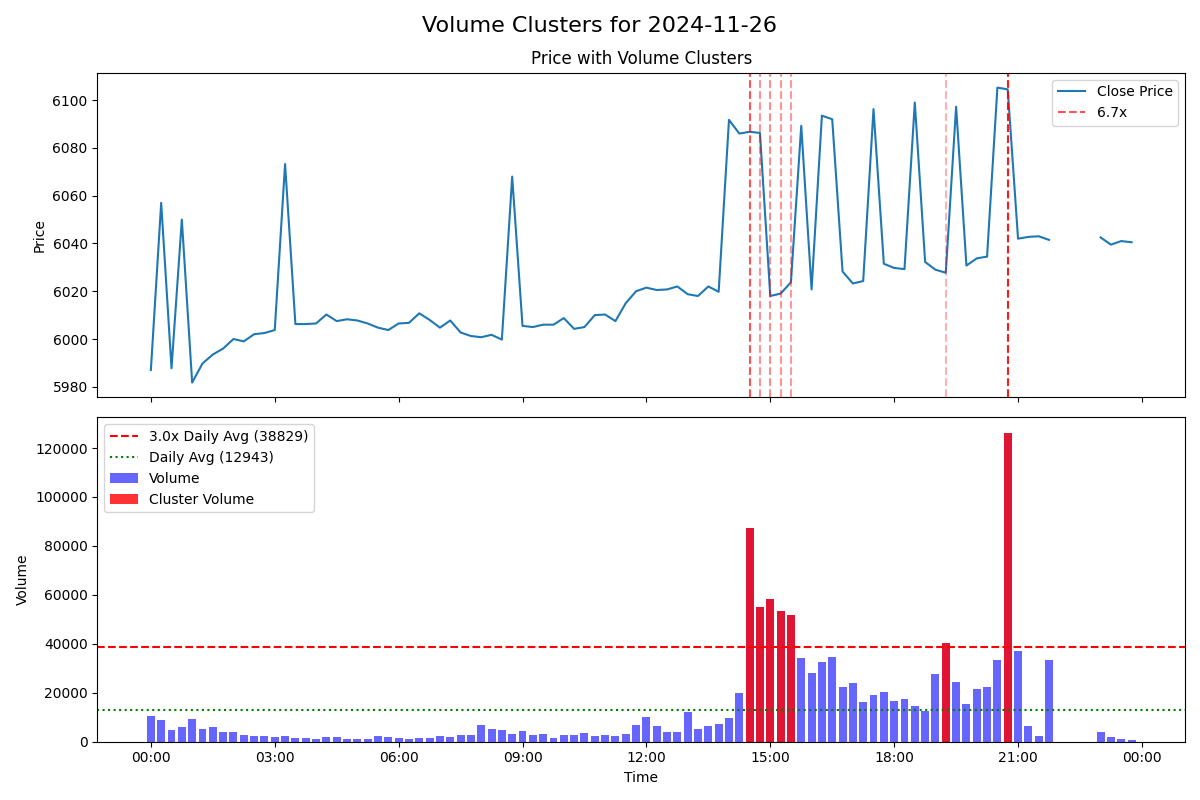 Volume Clusters for 2024-11-26
Price with Volume Clusters
Price
6100
6080
6060
6040
6020
6000
5980
Close Price
6.7x
Volume
120000
100000
80000
60000
40000
20000
0
3.0x Daily Avg (38829)
Daily Avg (12943)
Volume
Cluster Volume
00:00 03:00 06:00 09:00 12:00 15:00 18:00 21:00 00:00
Time